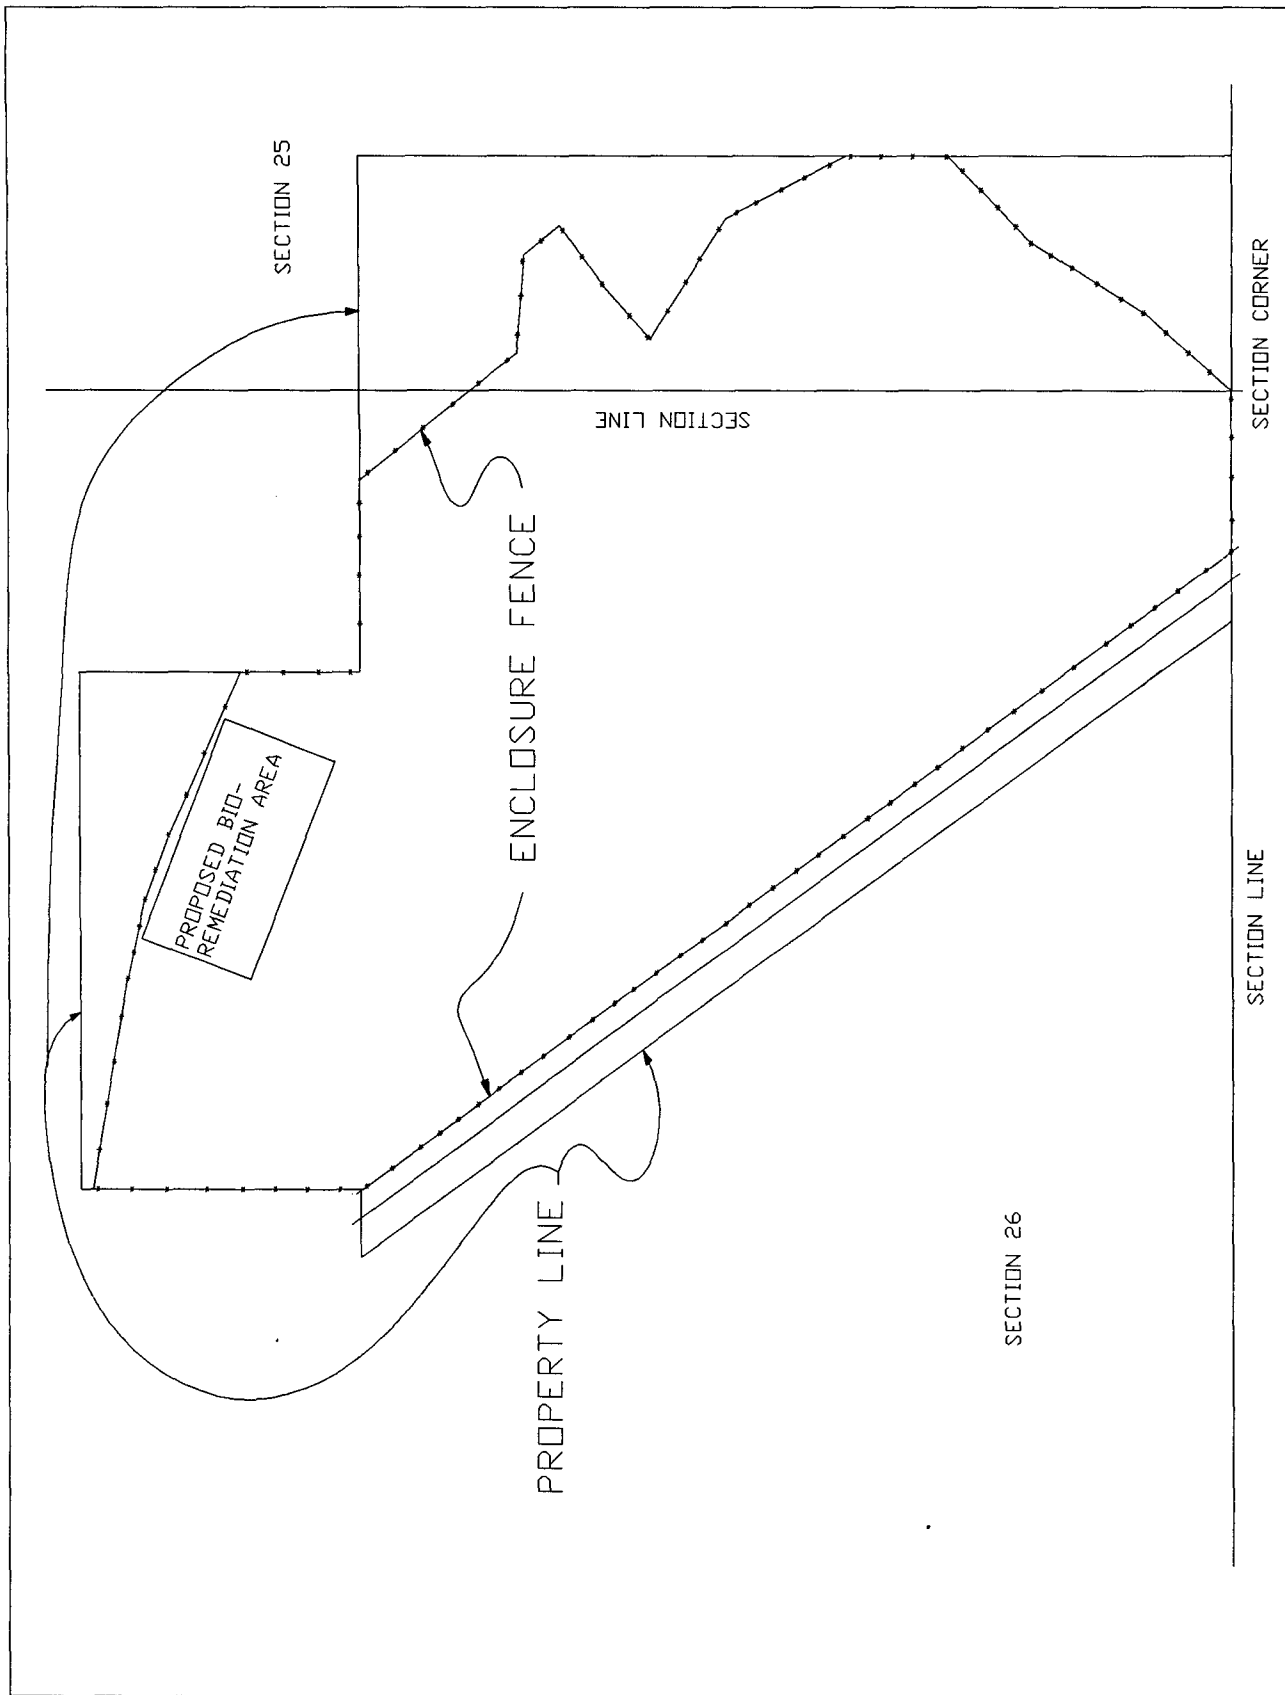 SECTION 25
PROPOSED BIO-
REMEDIATION AREA
SECTION LINE
ENCLOSURE FENCE
PROPERTY LINE
SECTION 26
SECTION LINE
SECTION CORNER